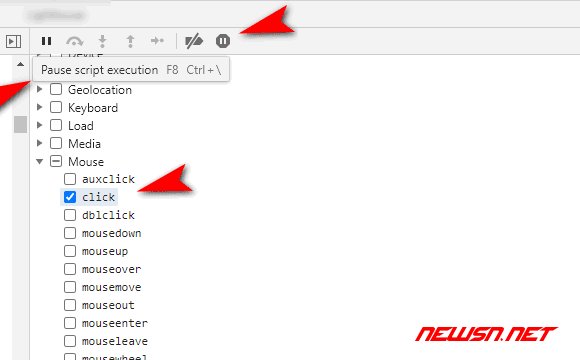 Pause script execution F8 Ctrl+\
Geolocation
Keyboard
Load
Media
Mouse
auxclick
click
dblclick
mousedown
mouseup
mouseover
mousemove
mouseout
mouseenter
mouseleave
mousewheel
NEWSN.NET